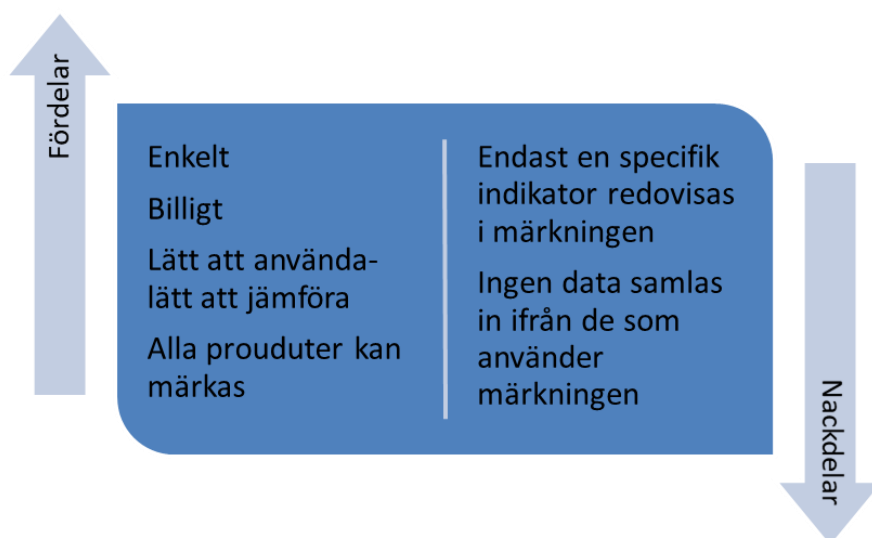 Fördelar
Enkelt
Billigt
Lätt att använda-
lätt att jämföra
Alla prouduter kan
märkas
Endast en specifik
indikator redovisas
i märkningen
Ingen data samlas
in ifrån de som
använder
märkningen
Nackdelar